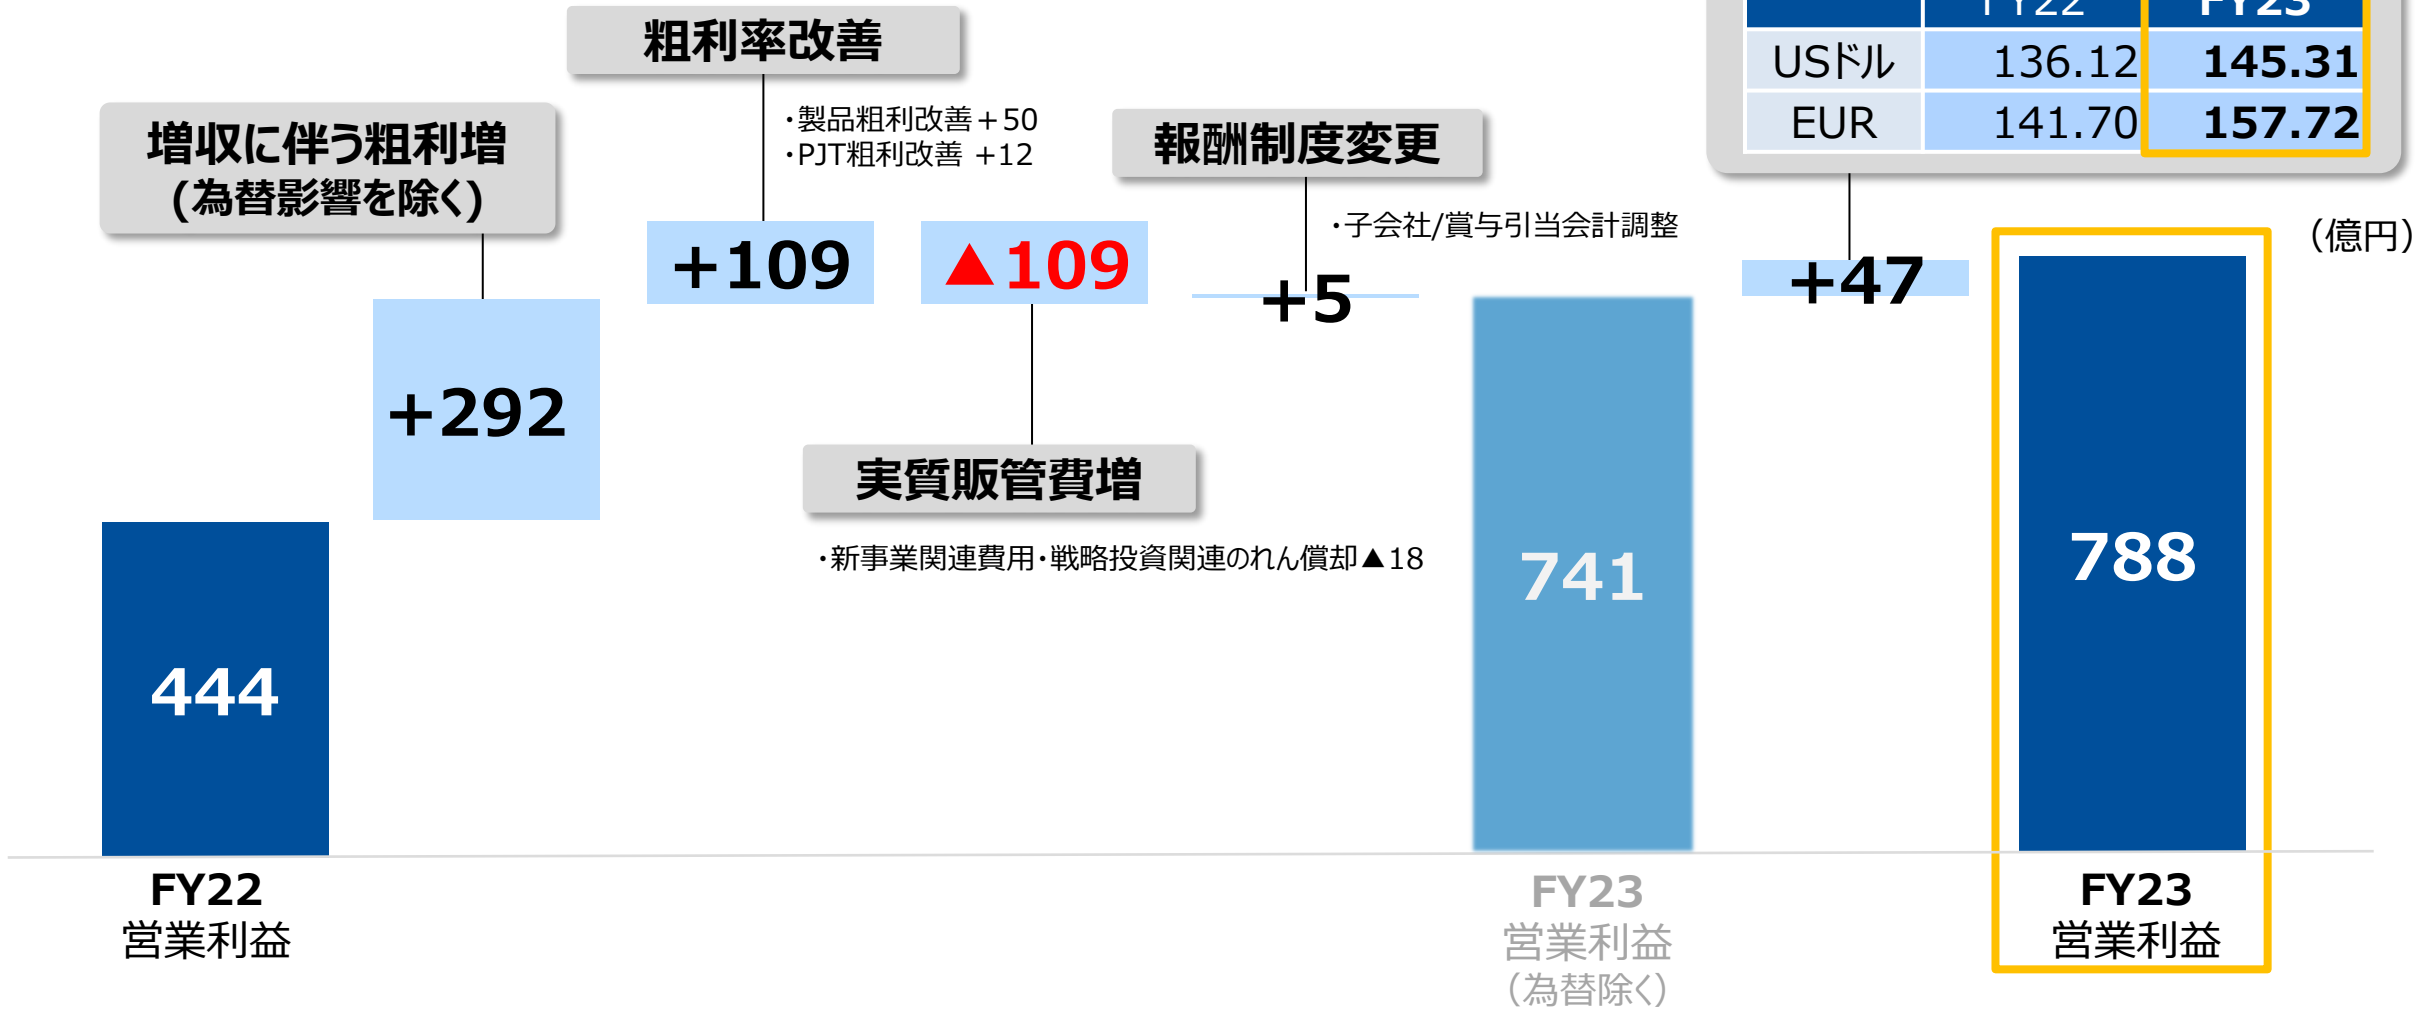 粗利率改善
・製品粗利改善＋50
・PJT粗利改善 +12
増収に伴う粗利増
(為替影響を除く)
報酬制度変更
・子会社/賞与引当会計調整
FY22 FY23
USドル 136.12 145.31
EUR 141.70 157.72
（億円）
+292
+109
▲109
+5
+47
実質販管費増
・新事業関連費用・戦略投資関連のれん償却▲18
444
741
788
FY22
営業利益
FY23
営業利益
（為替除く）
FY23
営業利益